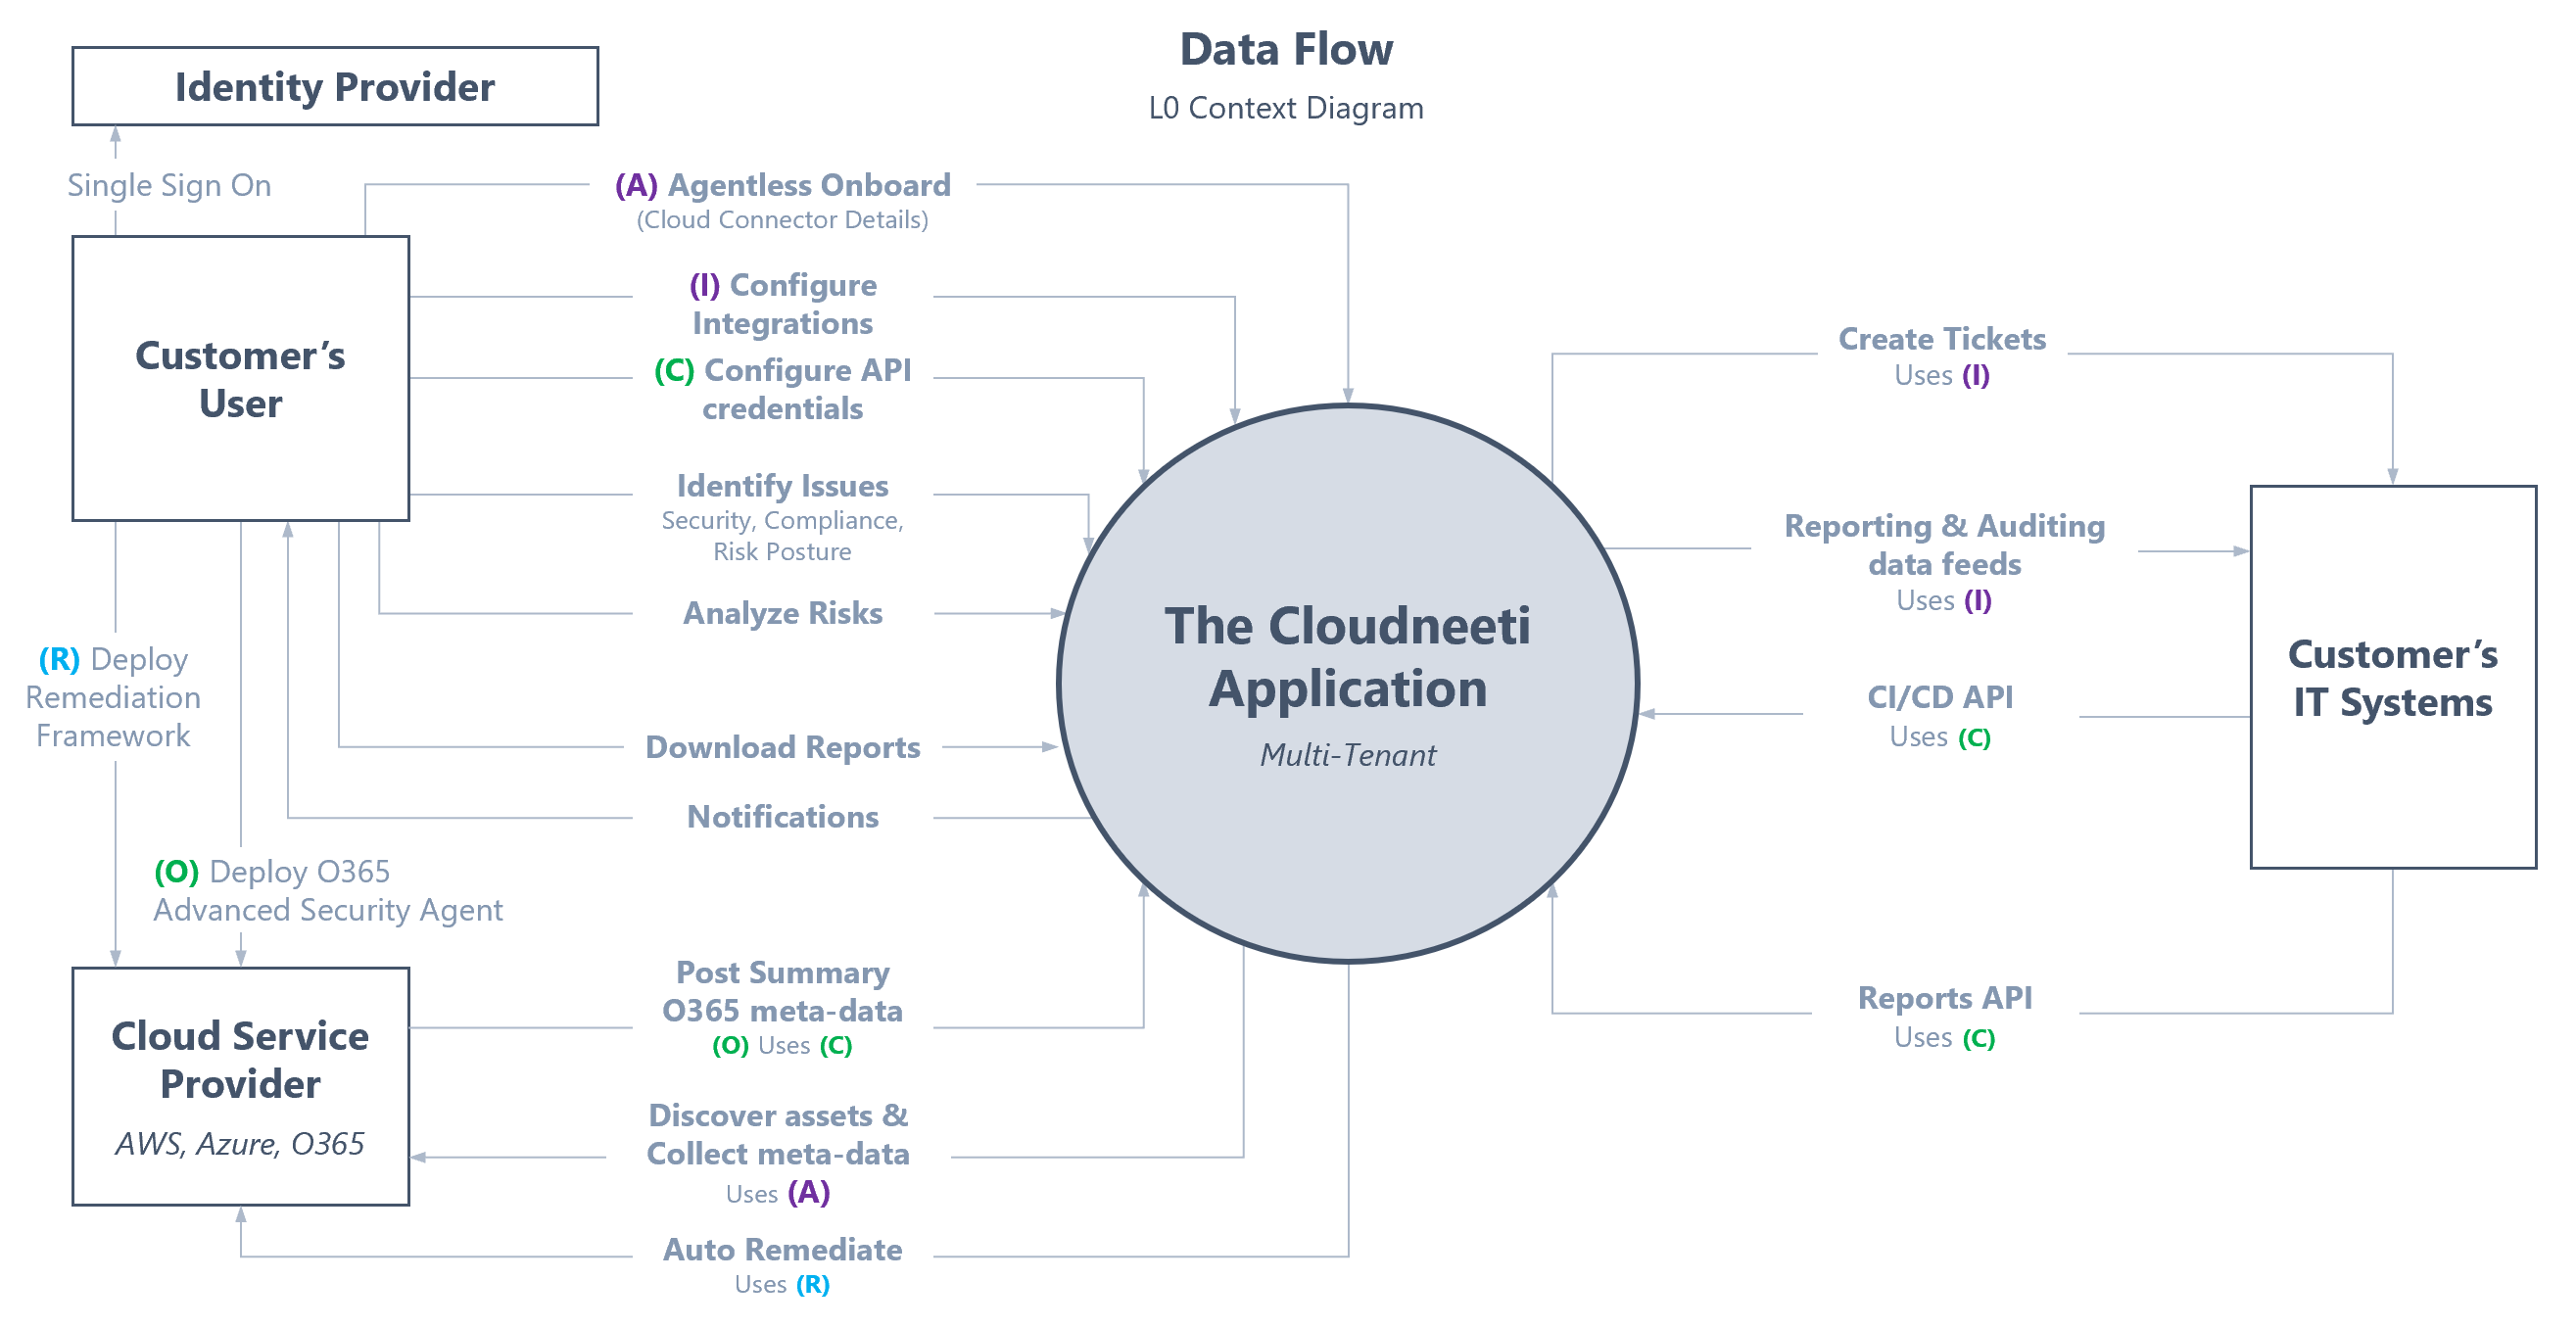 Data Flow
L0 Context Diagram
Identity Provider
Single Sign On
(A) Agentless Onboard
(Cloud Connector Details)
(I) Configure
Integrations
(C) Configure API
credentials
Customer’s
User
Identify Issues
Security, Compliance,
Risk Posture
Analyze Risks
(R) Deploy
Remediation
Framework
Download Reports
Notifications
(O) Deploy O365
Advanced Security Agent
The Cloudneeti
Application
Multi-Tenant
Create Tickets
Uses (I)
Reporting & Auditing
data feeds
Uses (I)
CI/CD API
Uses (C)
Customer’s
IT Systems
Reports API
Uses (C)
Cloud Service
Provider
AWS, Azure, O365
Post Summary
O365 meta-data
(O) Uses (C)
Discover assets &
Collect meta-data
Uses (A)
Auto Remediate
Uses (R)